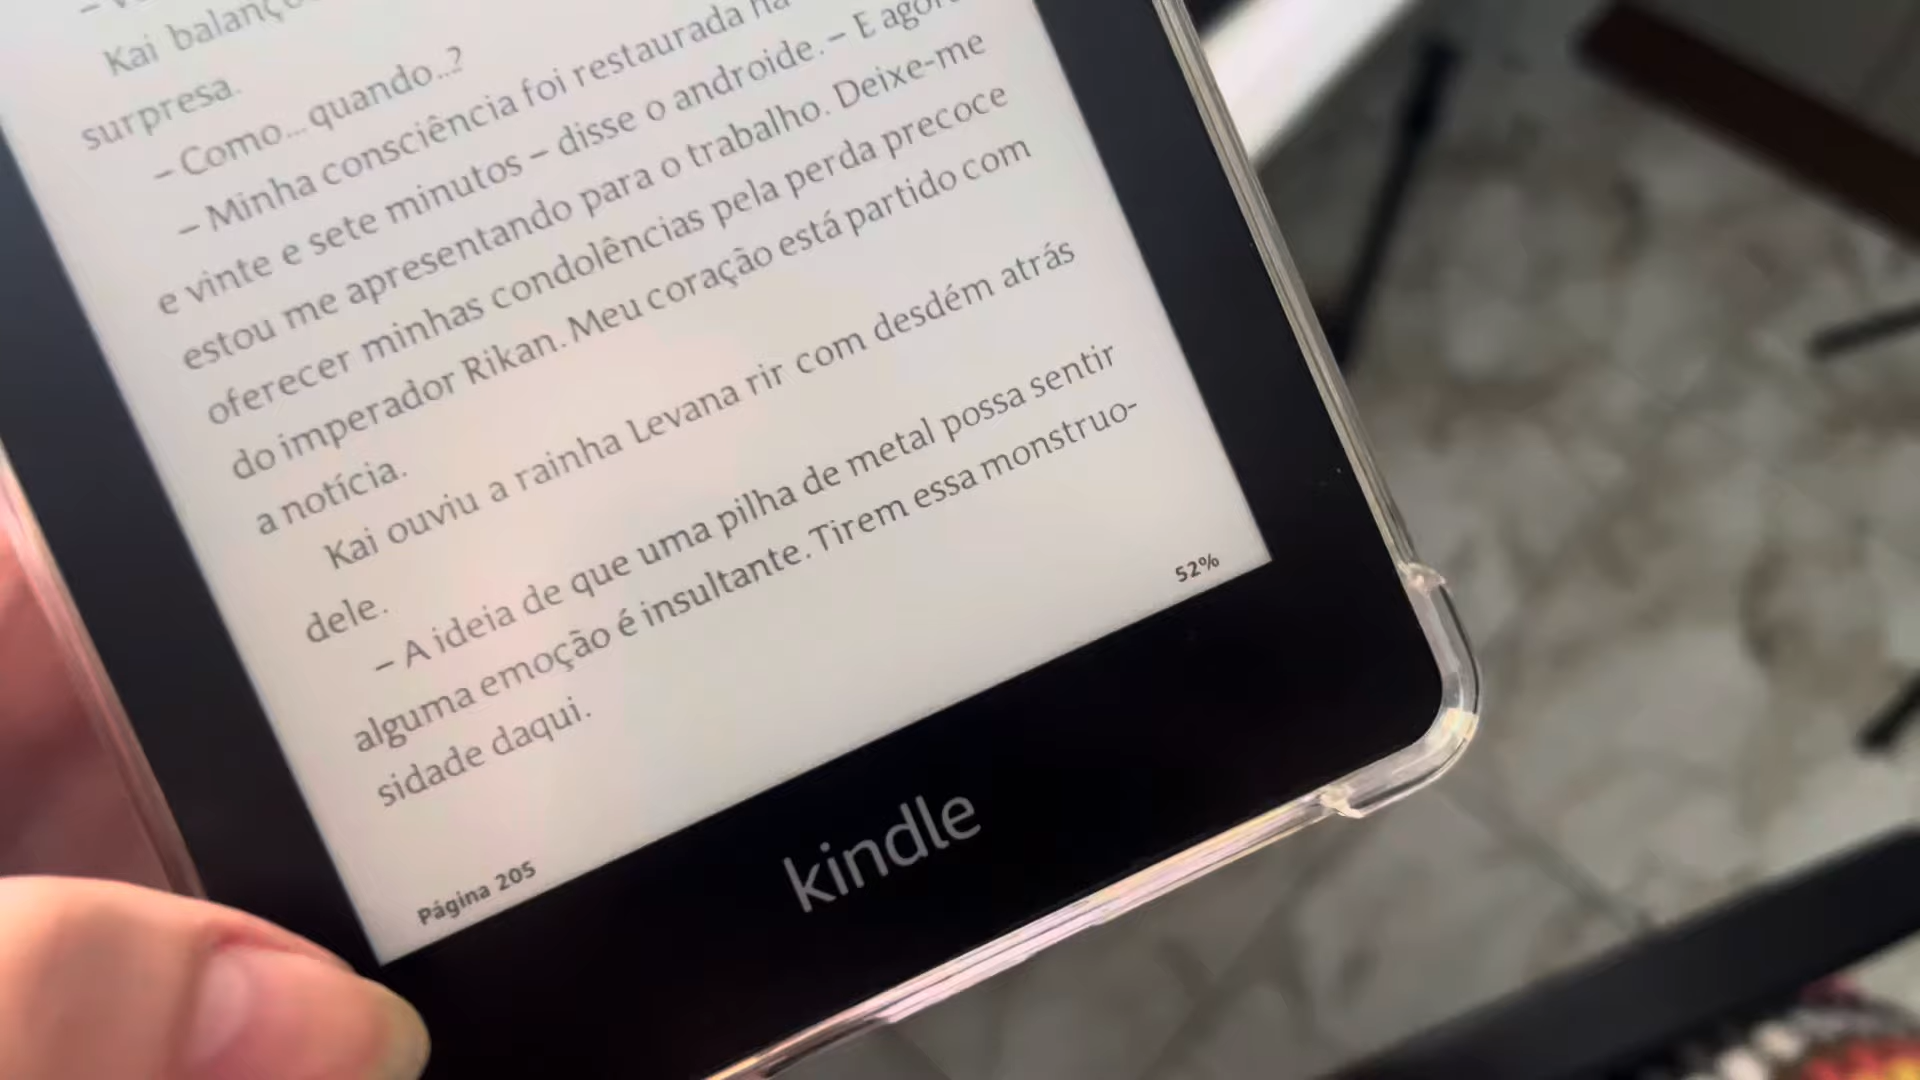 Kai balanço
surpresa.
– Como... quando...?
– Minha consciência foi restaurada há
e vinte e sete minutos – disse o androide. – E agora
estou me apresentando para o trabalho. Deixe-me
oferecer minhas condolências pela perda precoce
do imperador Rikan. Meu coração está partido com
a notícia.
Kai ouviu a rainha Levana rir com desdém atrás
dele.
– A ideia de que uma pilha de metal possa sentir
alguma emoção é insultante. Tirem essa monstruo-
sidade daqui.
Página 205
52%
kindle